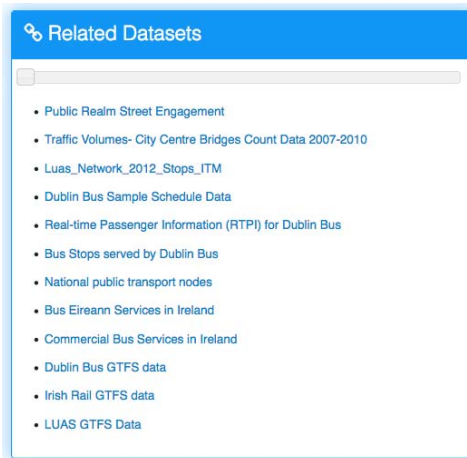 Related Datasets
Public Realm Street Engagement
Traffic Volumes- City Centre Bridges Count Data 2007-2010
Luas_Network_2012_Stops_ITM
Dublin Bus Sample Schedule Data
Real-time Passenger Information (RTPI) for Dublin Bus
Bus Stops served by Dublin Bus
National public transport nodes
Bus Eireann Services in Ireland
Commercial Bus Services in Ireland
Dublin Bus GTFS data
Irish Rail GTFS data
LUAS GTFS Data